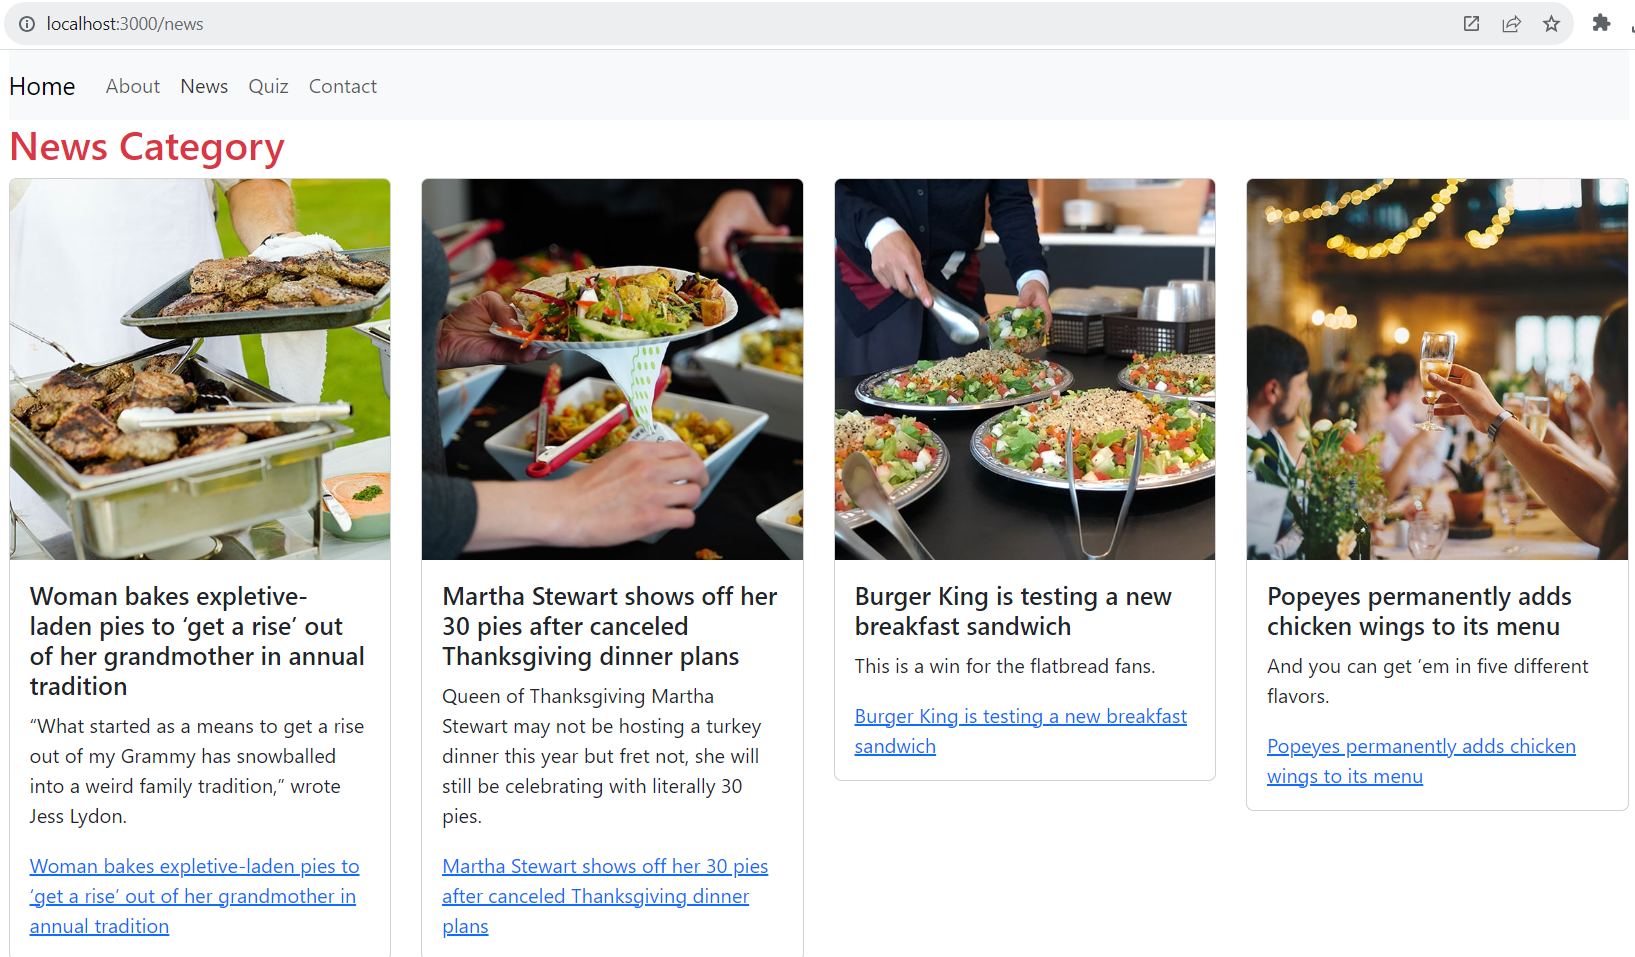 localhost:3000/news
Home About News Quiz Contact
News Category
Woman bakes expletive-
laden pies to ‘get a rise’ out
of her grandmother in annual
tradition
“What started as a means to get a rise
out of my Grammy has snowballed
into a weird family tradition,” wrote
Jess Lydon.
Woman bakes expletive-laden pies to
‘get a rise’ out of her grandmother in
annual tradition
Martha Stewart shows off her
30 pies after canceled
Thanksgiving dinner plans
Queen of Thanksgiving Martha
Stewart may not be hosting a turkey
dinner this year but fret not, she will
still be celebrating with literally 30
pies.
Martha Stewart shows off her 30 pies
after canceled Thanksgiving dinner
plans
Burger King is testing a new
breakfast sandwich
This is a win for the flatbread fans.
Burger King is testing a new breakfast
sandwich
Popeyes permanently adds
chicken wings to its menu
And you can get ’em in five different
flavors.
Popeyes permanently adds chicken
wings to its menu